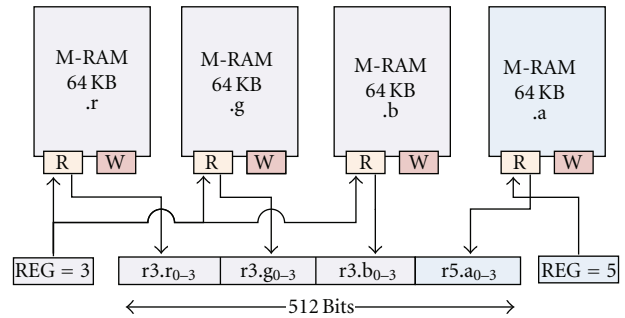 M-RAM
64 KB
.r
M-RAM
64 KB
.g
M-RAM
64 KB
.b
M-RAM
64 KB
.a
R W R W R W R W
REG = 3 r3.r0–3 r3.g0–3 r3.b0–3 r5.a0–3 REG = 5
512 Bits